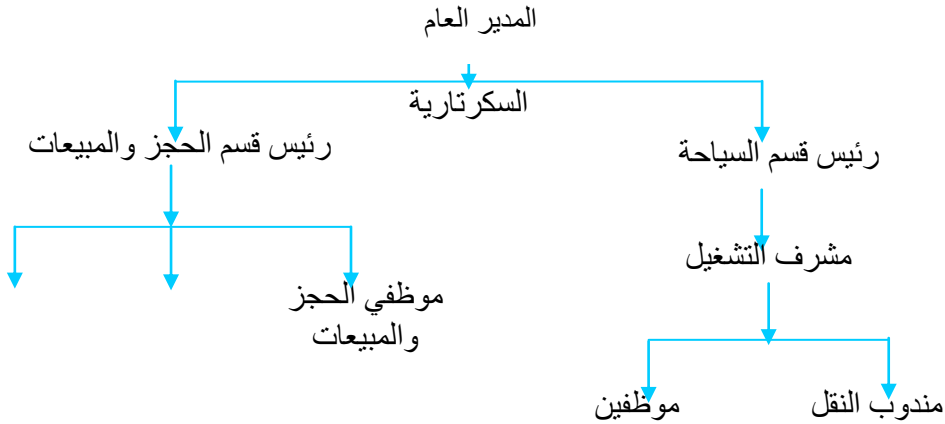 المدير العام
السكرتارية
رئيس قسم السياحة
رئيس قسم الحجز والمبيعات
مشرف التشغيل
موظفي الحجز
والمبيعات
مندوب النقل
موظفين